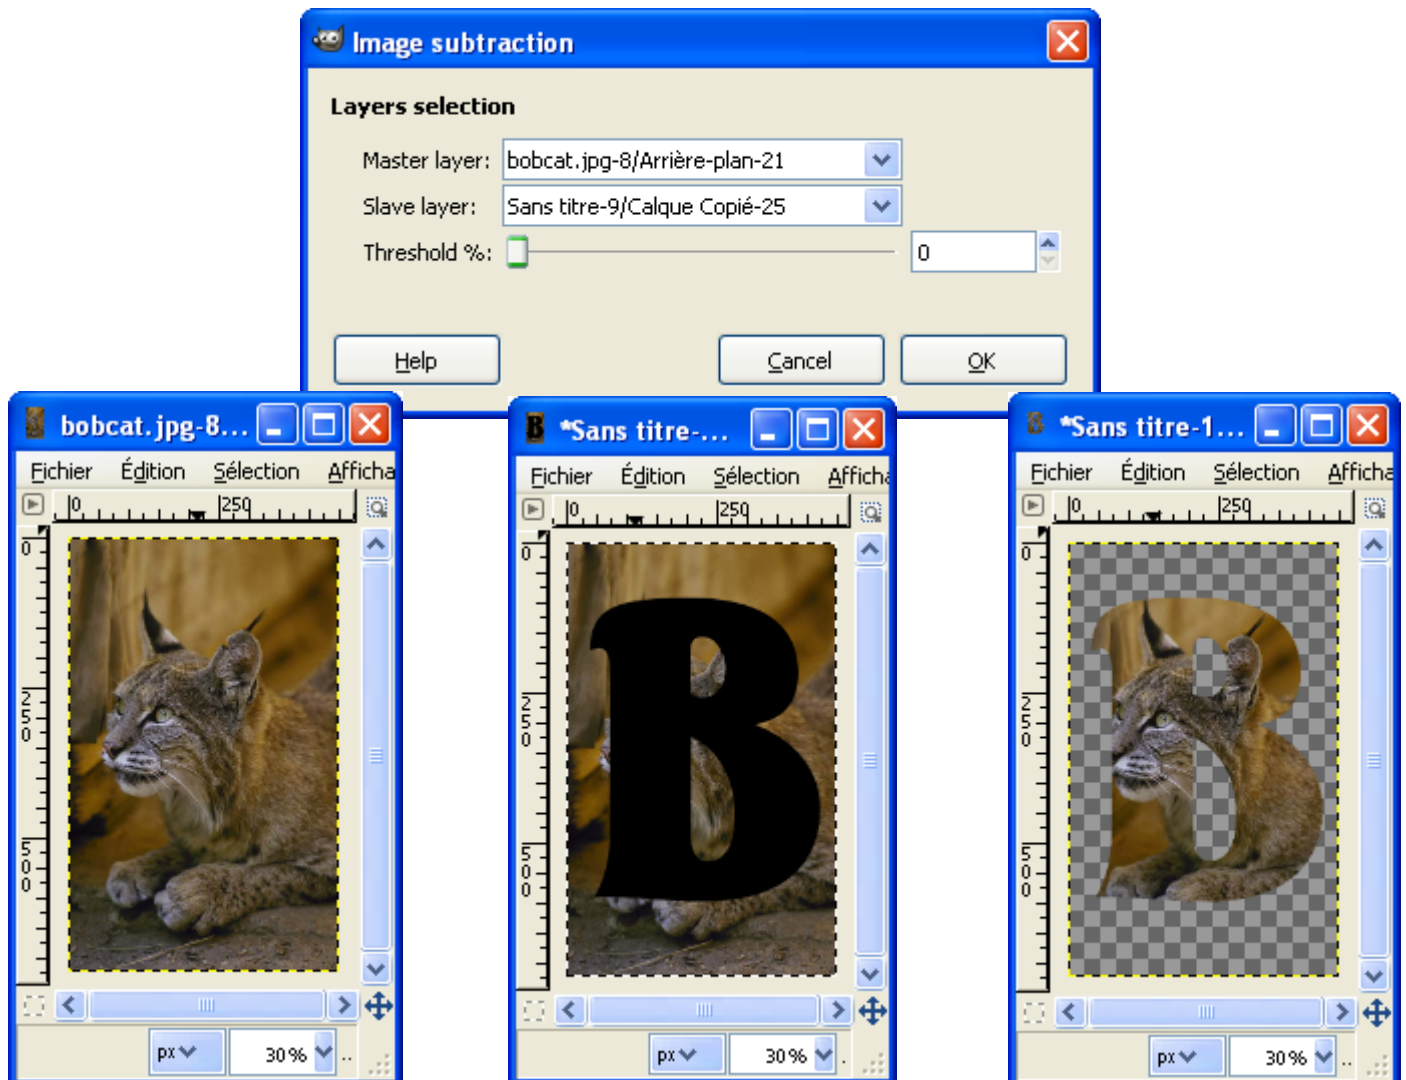 Image subtraction
Layers selection
Master layer: bobcat.jpg-8/Arrière-plan-21
Slave layer: Sans titre-9/Calque Copié-25
Threshold %: 0
Help Cancel OK
bobcat.jpg-8...
Fichier Édition Sélection Afficha
0 250
0
250
500
px 30% ..
*Sans titre-...
Fichier Édition Sélection Afficha
0 250
0
250
500
B
px 30% .
*Sans titre-1...
Fichier Édition Sélection Affiche
0 250
0
250
500
B
px 30% ..